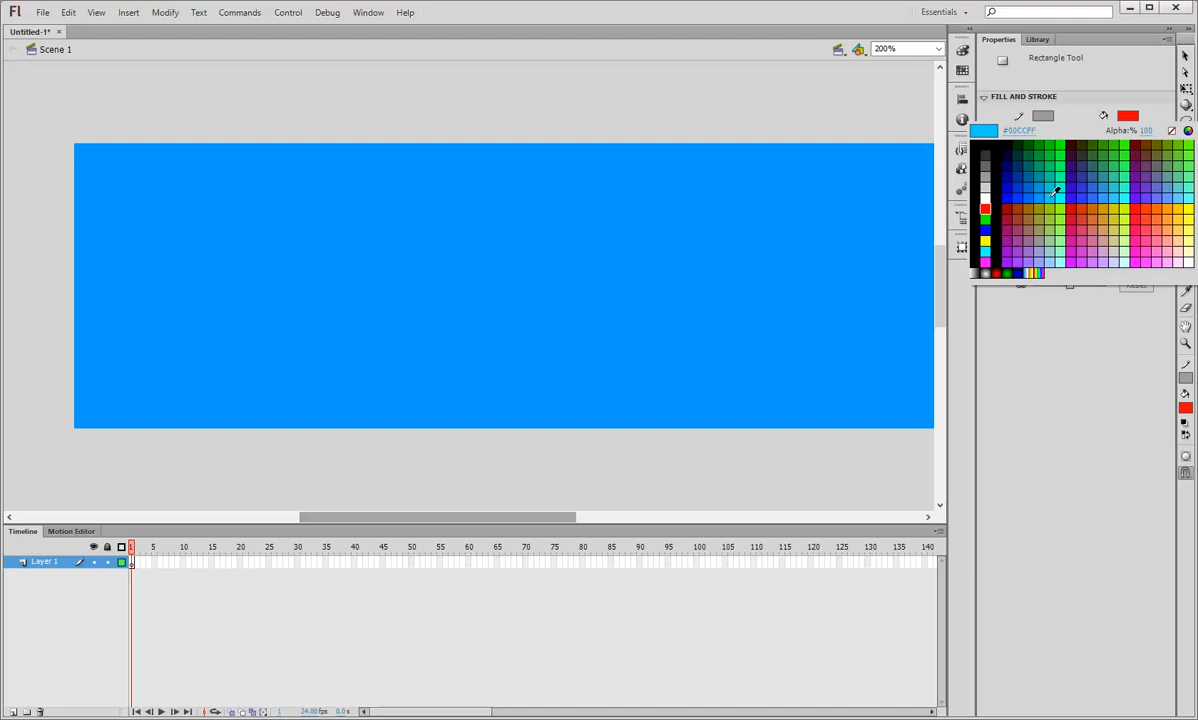 Fl File Edit View Insert Modify Text Commands Control Debug Window Help Essentials
Untitled-1* ×
Scene 1 200%
Properties Library
Rectangle Tool
FILL AND STROKE
#00CCFF Alpha:% 100
Timeline Motion Editor
1 5 10 15 20 25 30 35 40 45 50 55 60 65 70 75 80 85 90 95 100 105 110 115 120 125 130 135 140
Layer 1
1 24.00 fps 0.0 s